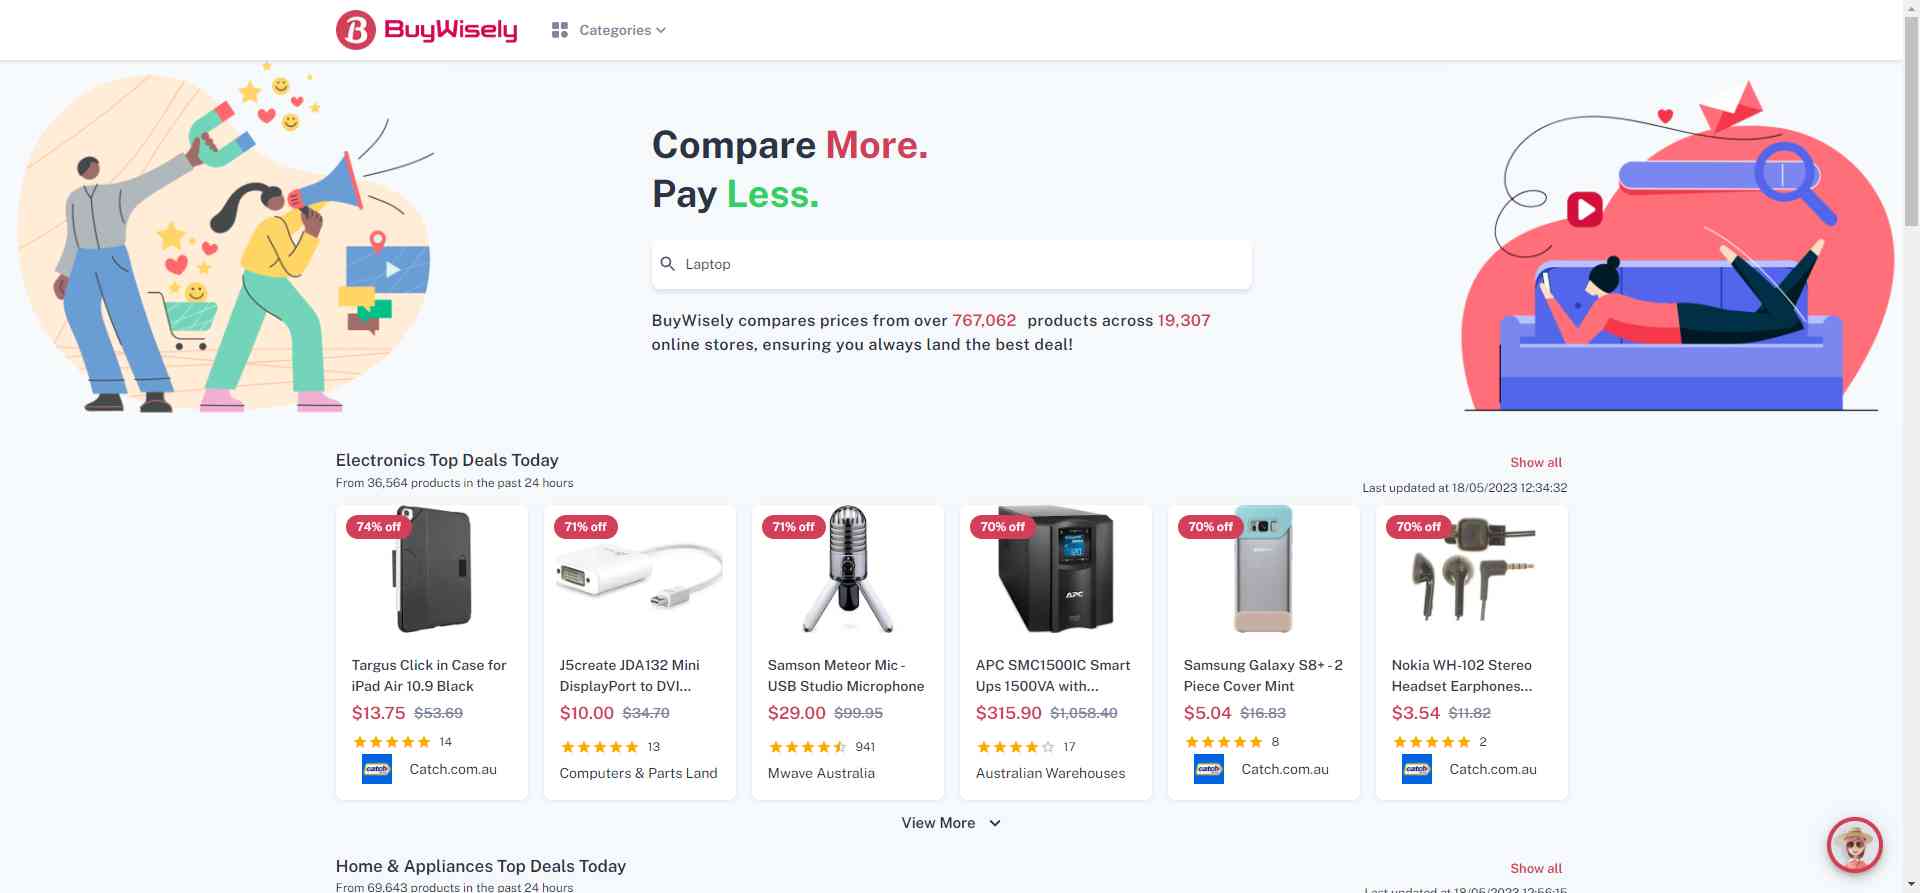 BuyWisely
Categories
Compare More.
Pay Less.
Laptop
BuyWisely compares prices from over 767,062 products across 19,307
online stores, ensuring you always land the best deal!
Electronics Top Deals Today
Show all
From 36,564 products in the past 24 hours
Last updated at 18/05/2023 12:34:32
74% off
71% off
71% off
70% off
70% off
70% off
APC
Targus Click in Case for
iPad Air 10.9 Black
$13.75 $53.69
14
catch
Catch.com.au
J5create JDA132 Mini
DisplayPort to DVI...
$10.00 $34.70
13
Computers & Parts Land
Samson Meteor Mic -
USB Studio Microphone
$29.00 $99.95
941
Mwave Australia
APC SMC1500IC Smart
Ups 1500VA with...
$315.90 $1,058.40
17
Australian Warehouses
Samsung Galaxy S8+ - 2
Piece Cover Mint
$5.04 $16.83
8
catch
Catch.com.au
Nokia WH-102 Stereo
Headset Earphones...
$3.54 $11.82
2
catch
Catch.com.au
View More
Home & Appliances Top Deals Today
Show all
From 69,643 products in the past 24 hours
Last updated at 18/05/2023 12:56:15